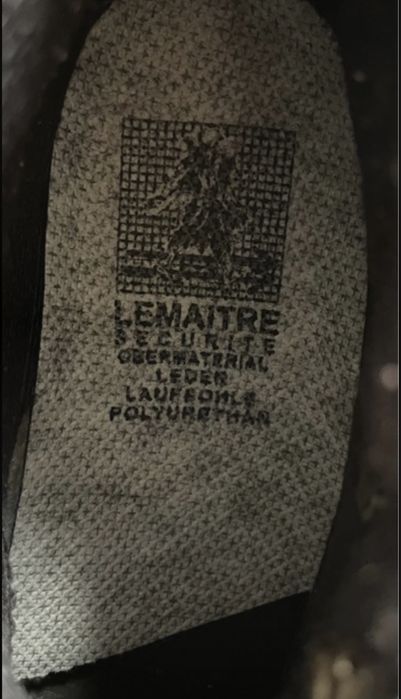 LEMAITRE
SECURITE
OBERMATERIAL
LEDER
LAUFSOHLE
POLYURETHAN